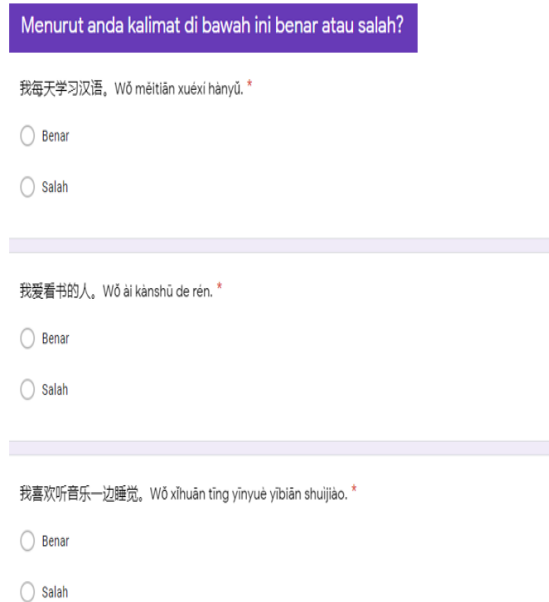 Menurut anda kalimat di bawah ini benar atau salah?
我每天学习汉语。Wǒ měitiān xuéxí hànyǔ. *
Benar
Salah
我爱看书的人。Wǒ ài kànshū de rén. *
Benar
Salah
我喜欢听音乐一边睡觉。Wǒ xǐhuān tīng yīnyuè yībiān shuìjiào. *
Benar
Salah